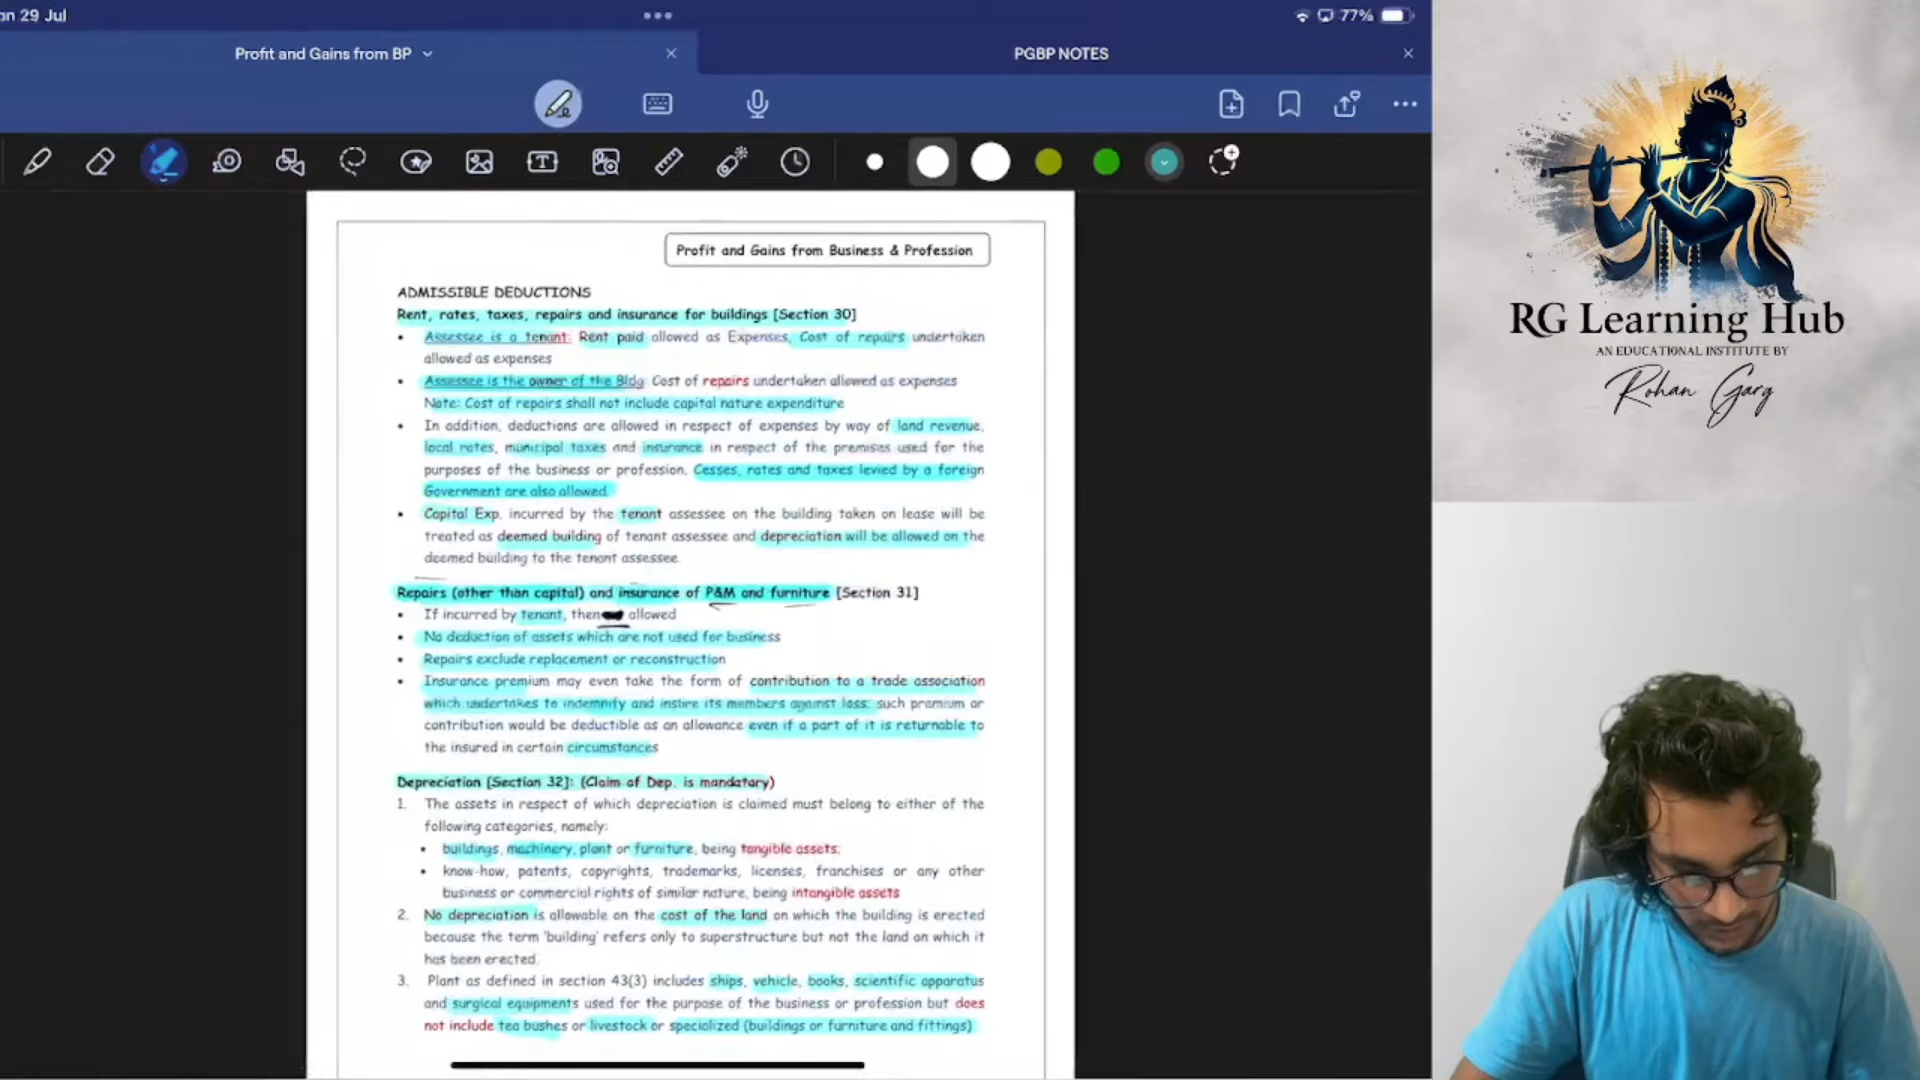 on 29 Jul
77%
Profit and Gains from BP
PGBP NOTES
Profit and Gains from Business & Profession
ADMISSIBLE DEDUCTIONS
Rent, rates, taxes, repairs and insurance for buildings [Section 30]
• Assessee is a tenant: Rent paid allowed as Expenses, Cost of repairs undertaken
allowed as expenses
• Assessee is the owner of the Bldg: Cost of repairs undertaken allowed as expenses
Note: Cost of repairs shall not include capital nature expenditure
• In addition, deductions are allowed in respect of expenses by way of land revenue,
local rates, municipal taxes and insurance in respect of the premises used for the
purposes of the business or profession. Cesses, rates and taxes levied by a foreign
Government are also allowed.
• Capital Exp. incurred by the tenant assessee on the building taken on lease will be
treated as deemed building of tenant assessee and depreciation will be allowed on the
deemed building to the tenant assessee.
Repairs (other than capital) and insurance of P&M and furniture [Section 31]
• If incurred by tenant, then allowed
• No deduction of assets which are not used for business
• Repairs exclude replacement or reconstruction
• Insurance premium may even take the form of contribution to a trade association
which undertakes to indemnify and insure its members against loss; such premium or
contribution would be deductible as an allowance even if a part of it is returnable to
the insured in certain circumstances
Depreciation [Section 32]: (Claim of Dep. is mandatory)
1. The assets in respect of which depreciation is claimed must belong to either of the
following categories, namely:
• buildings, machinery, plant or furniture, being tangible assets;
• know-how, patents, copyrights, trademarks, licenses, franchises or any other
business or commercial rights of similar nature, being intangible assets
2. No depreciation is allowable on the cost of the land on which the building is erected
because the term 'building' refers only to superstructure but not the land on which it
has been erected.
3. Plant as defined in section 43(3) includes ships, vehicle, books, scientific apparatus
and surgical equipments used for the purpose of the business or profession but does
not include tea bushes or livestock or specialized (buildings or furniture and fittings)
RG Learning Hub
AN EDUCATIONAL INSTITUTE BY
Rohan Garg